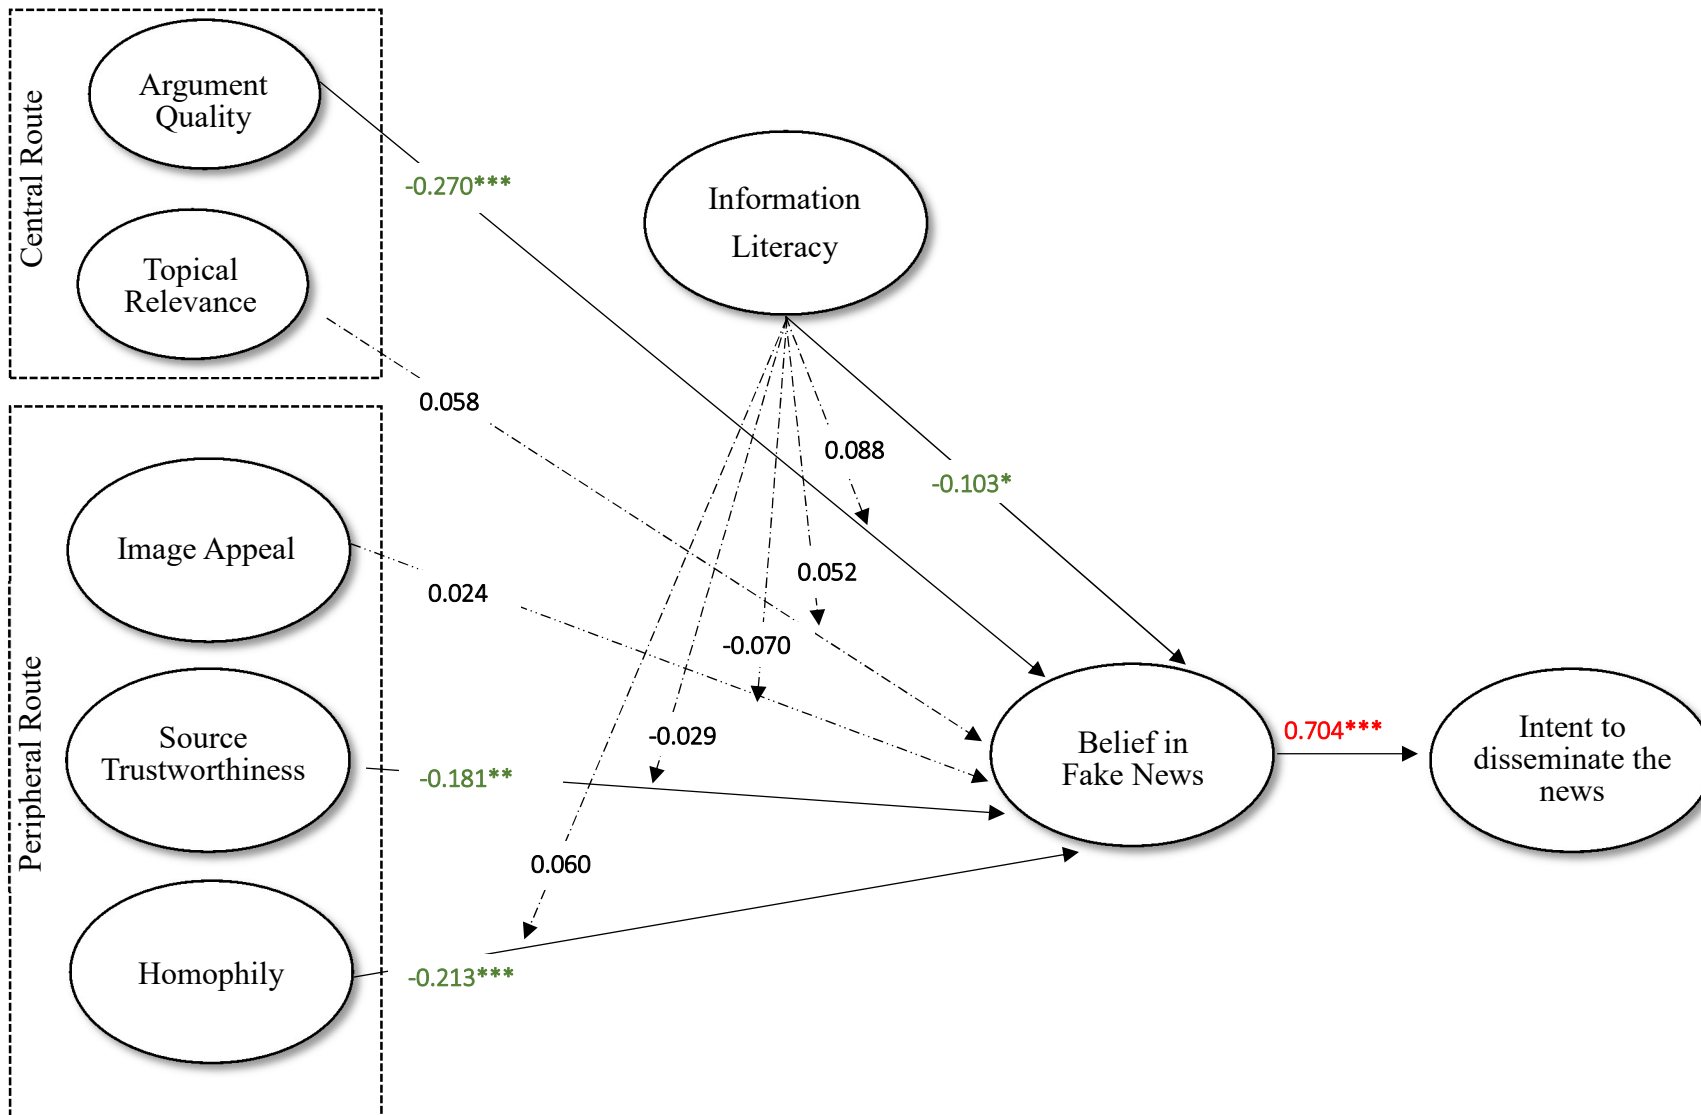 Central Route
Argument
Quality
Topical
Relevance
Peripheral Route
Image Appeal
Source
Trustworthiness
Homophily
-0.270***
0.058
0.024
-0.181**
-0.213***
Information
Literacy
0.088
-0.103*
0.052
-0.070
-0.029
0.060
Belief in
Fake News
0.704***
Intent to
disseminate the
news